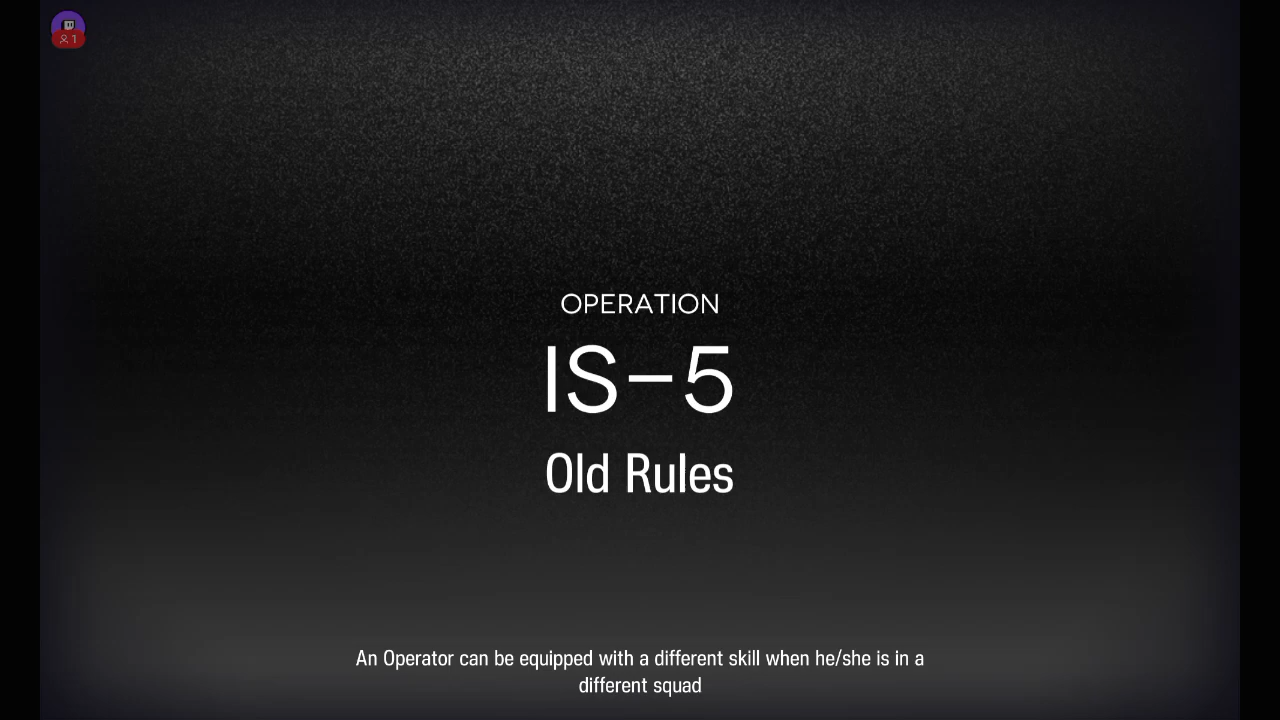 1
OPERATION
IS-5
Old Rules
An Operator can be equipped with a different skill when he/she is in a
different squad